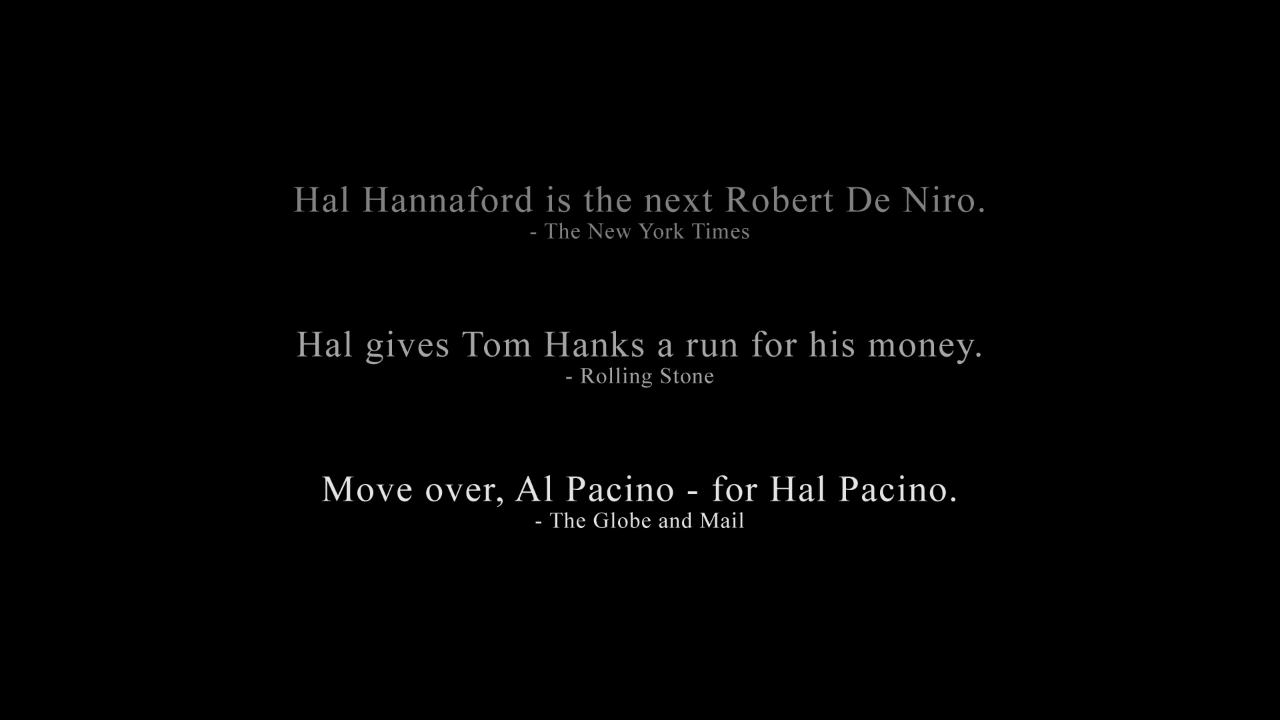 Hal Hannaford is the next Robert De Niro.
- The New York Times
Hal gives Tom Hanks a run for his money.
- Rolling Stone
Move over, Al Pacino - for Hal Pacino.
- The Globe and Mail